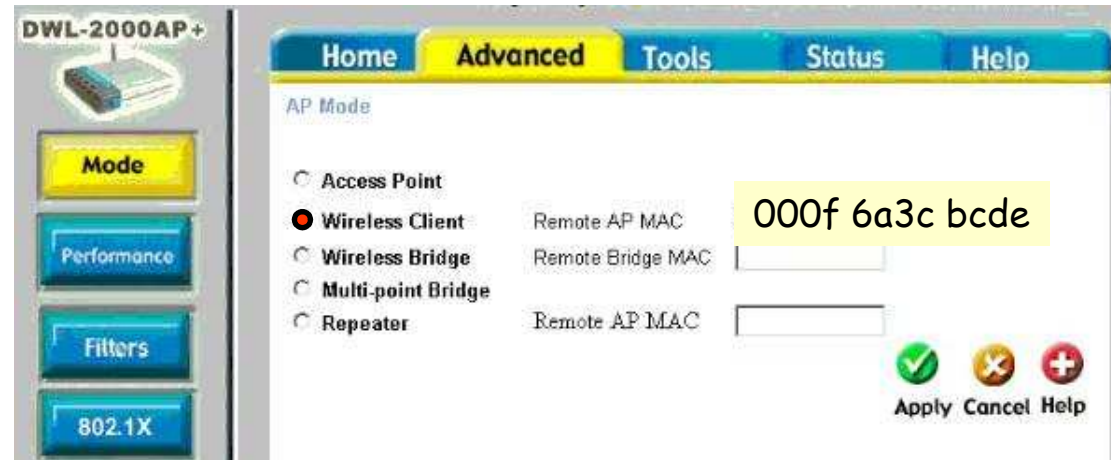 DWL-2000AP+
Home Advanced Tools Status Help
AP Mode
Mode
Access Point
Wireless Client Remote AP MAC 000f 6a3c bcde
Performance
Wireless Bridge Remote Bridge MAC
Multi-point Bridge
Repeater Remote AP MAC
Filters
Apply Cancel Help
802.1X